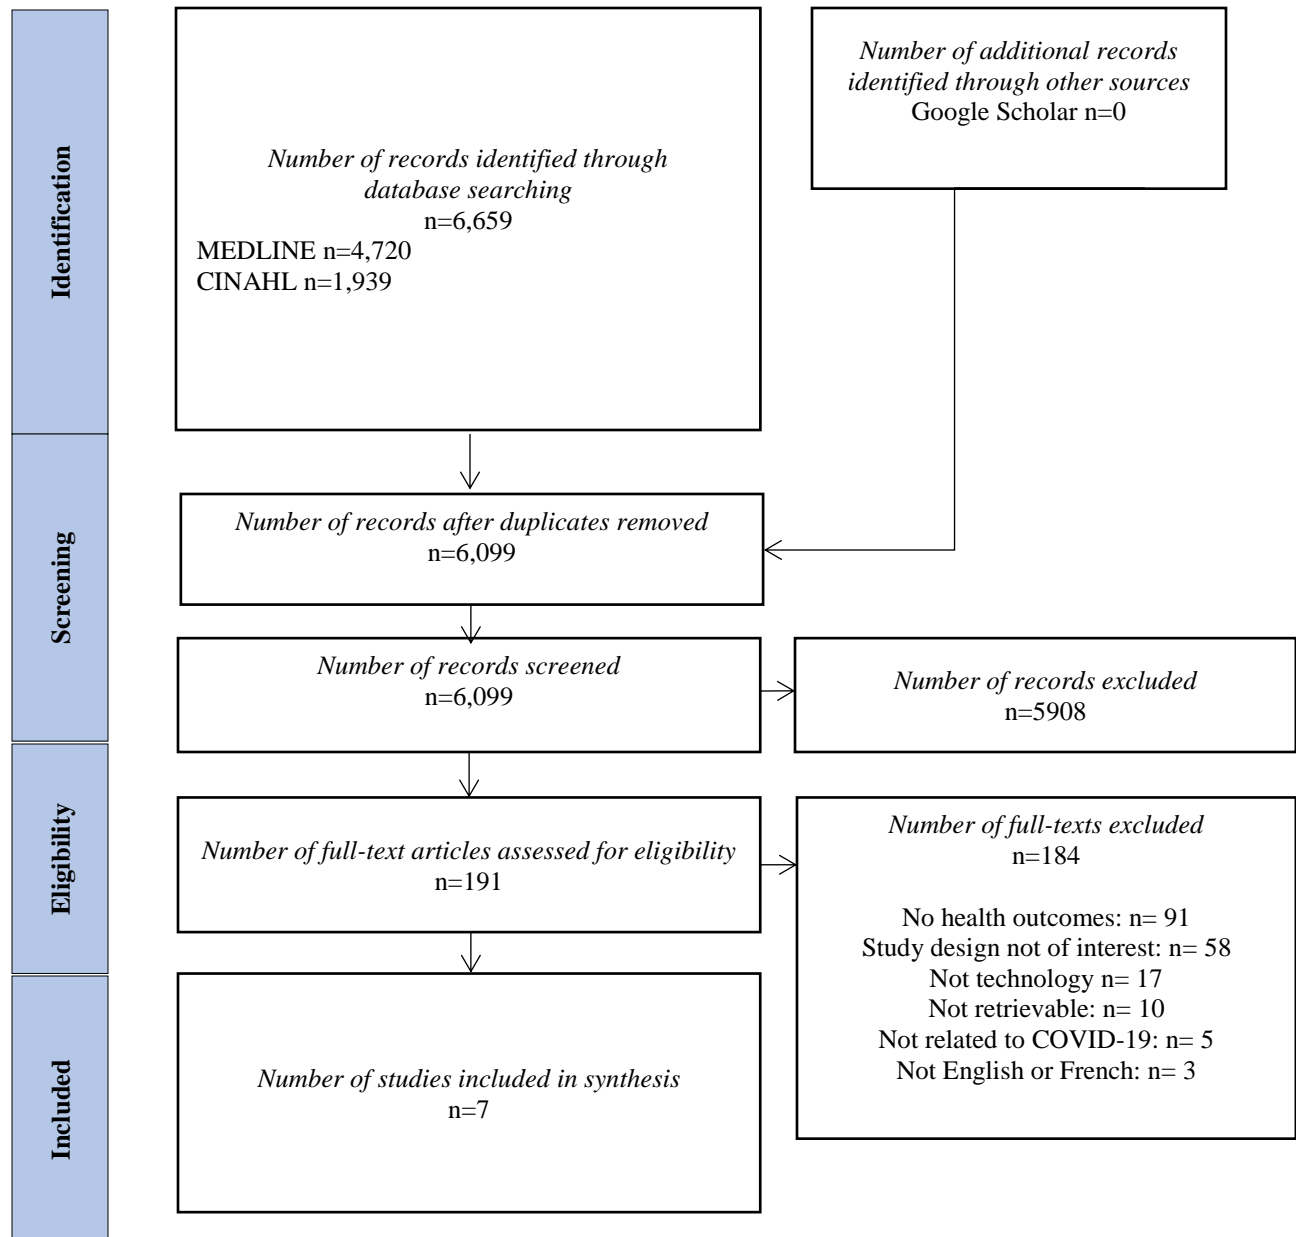 Identification
Number of records identified through
database searching
n=6,659
MEDLINE n=4,720
CINAHL n=1,939
Number of additional records
identified through other sources
Google Scholar n=0
Screening
Number of records after duplicates removed
n=6,099
Number of records screened
n=6,099
Number of records excluded
n=5908
Eligibility
Number of full-text articles assessed for eligibility
n=191
Number of full-texts excluded
n=184
No health outcomes: n= 91
Study design not of interest: n= 58
Not technology n= 17
Not retrievable: n= 10
Not related to COVID-19: n= 5
Not English or French: n= 3
Included
Number of studies included in synthesis
n=7